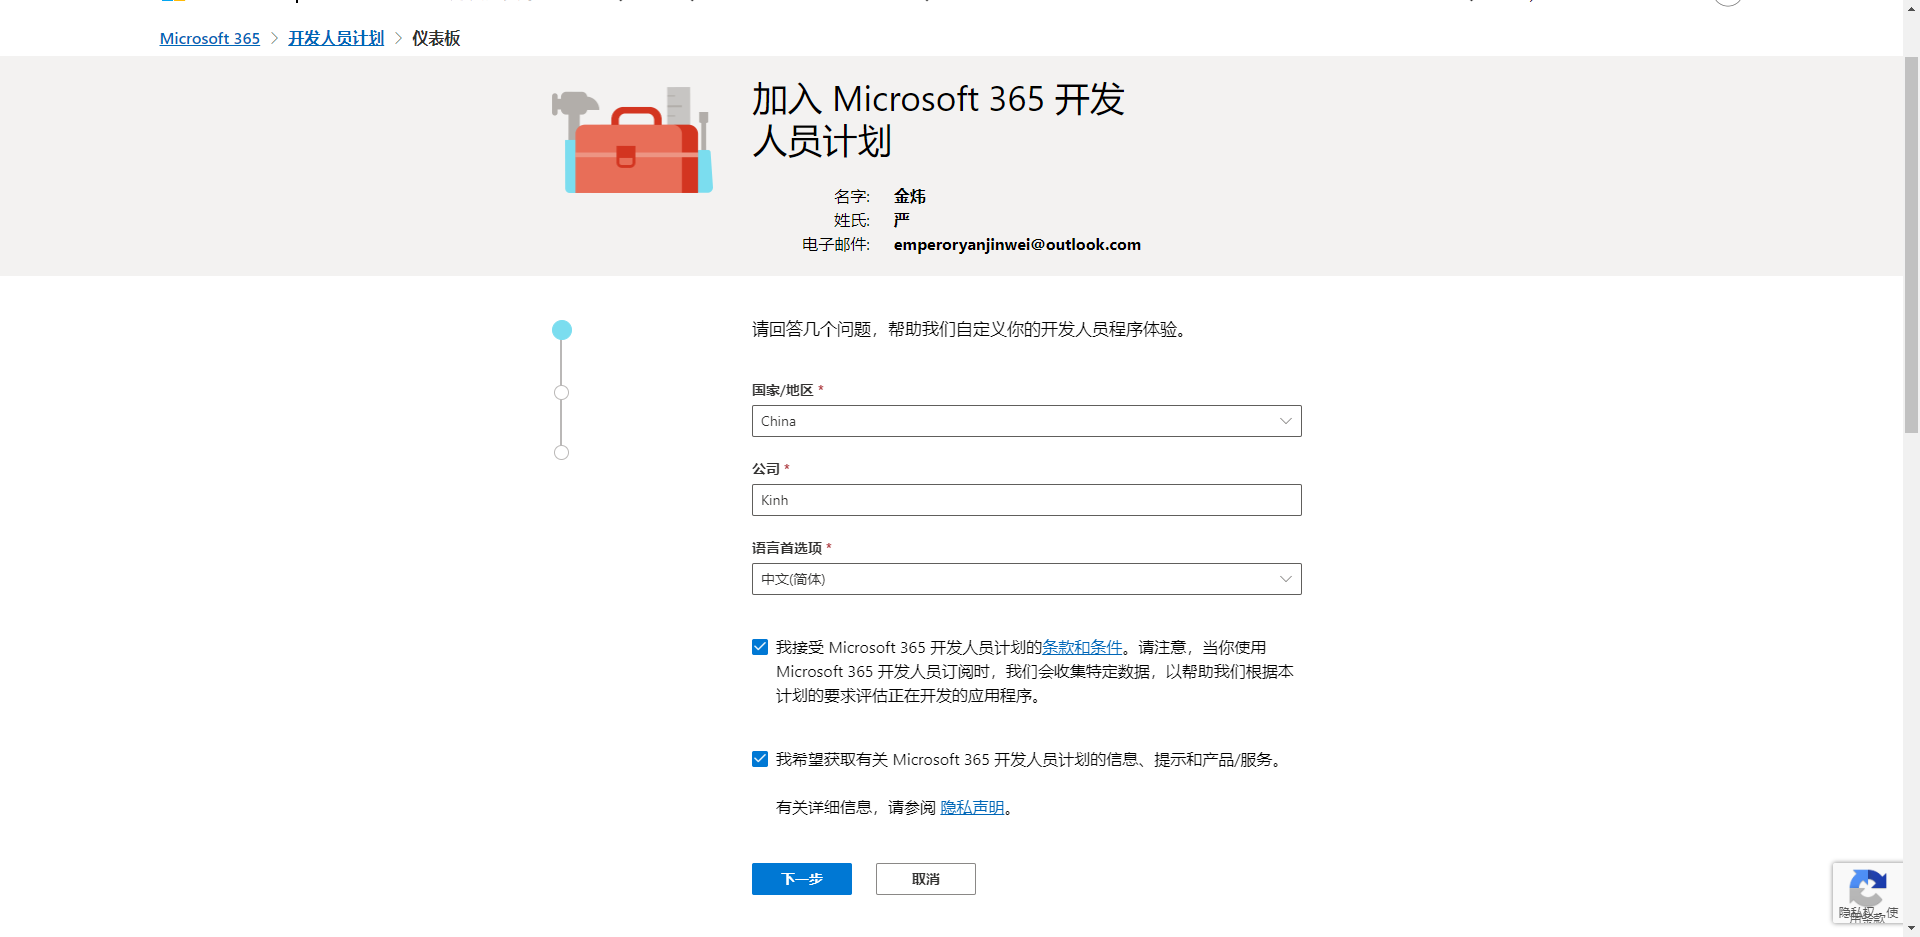 Microsoft 365 > 开发人员计划 > 仪表板
加入 Microsoft 365 开发
人员计划
名字: 金炜
姓氏: 严
电子邮件: emperoryanjinwei@outlook.com
请回答几个问题，帮助我们自定义你的开发人员程序体验。
国家/地区 *
China
公司 *
Kinh
语言首选项 *
中文(简体)
我接受 Microsoft 365 开发人员计划的条款和条件。请注意，当你使用
Microsoft 365 开发人员订阅时，我们会收集特定数据，以帮助我们根据本
计划的要求评估正在开发的应用程序。
我希望获取有关 Microsoft 365 开发人员计划的信息、提示和产品/服务。
有关详细信息，请参阅 隐私声明。
下一步 取消
隐私权 - 使
用条款